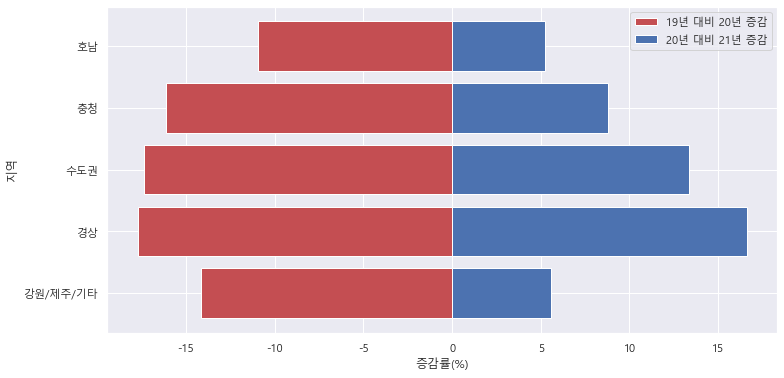 19년 대비 20년 증감
20년 대비 21년 증감
호남
충청
수도권
경상
강원/제주/기타
지역
-15 -10 -5 0 5 10 15
증감률(%)